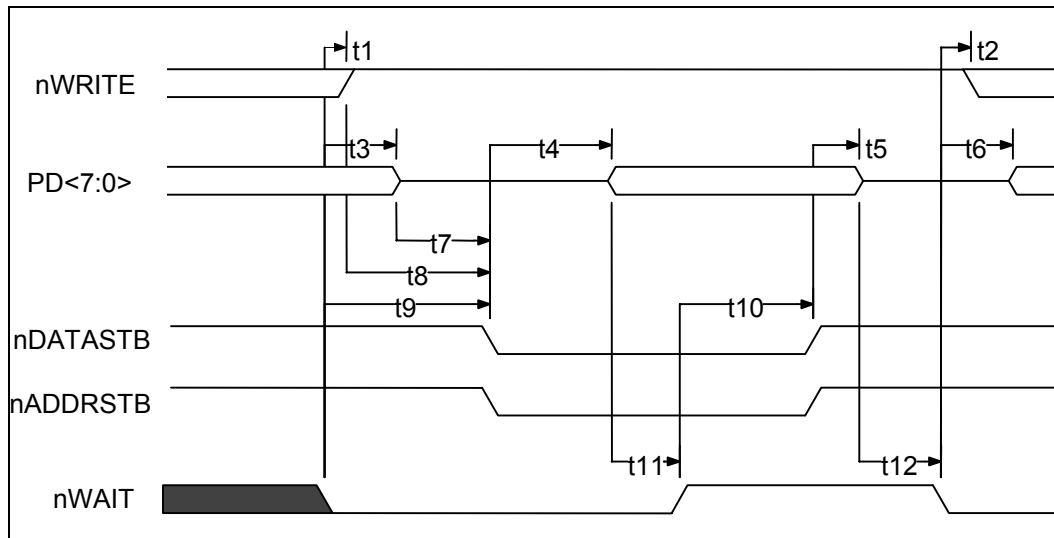 t1
t2
nWRITE
t3
t4
t5
t6
PD<7:0>
t7
t8
t9
t10
nDATASTB
nADDRSTB
t11
t12
nWAIT